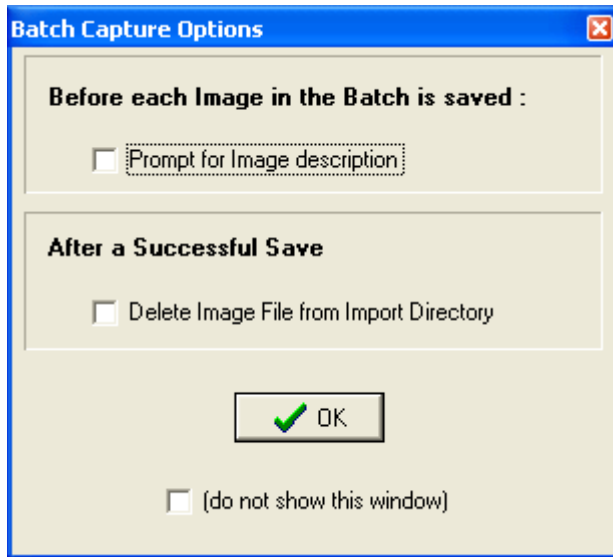 Batch Capture Options
Before each Image in the Batch is saved :
Prompt for Image description
After a Successful Save
Delete Image File from Import Directory
OK
(do not show this window)